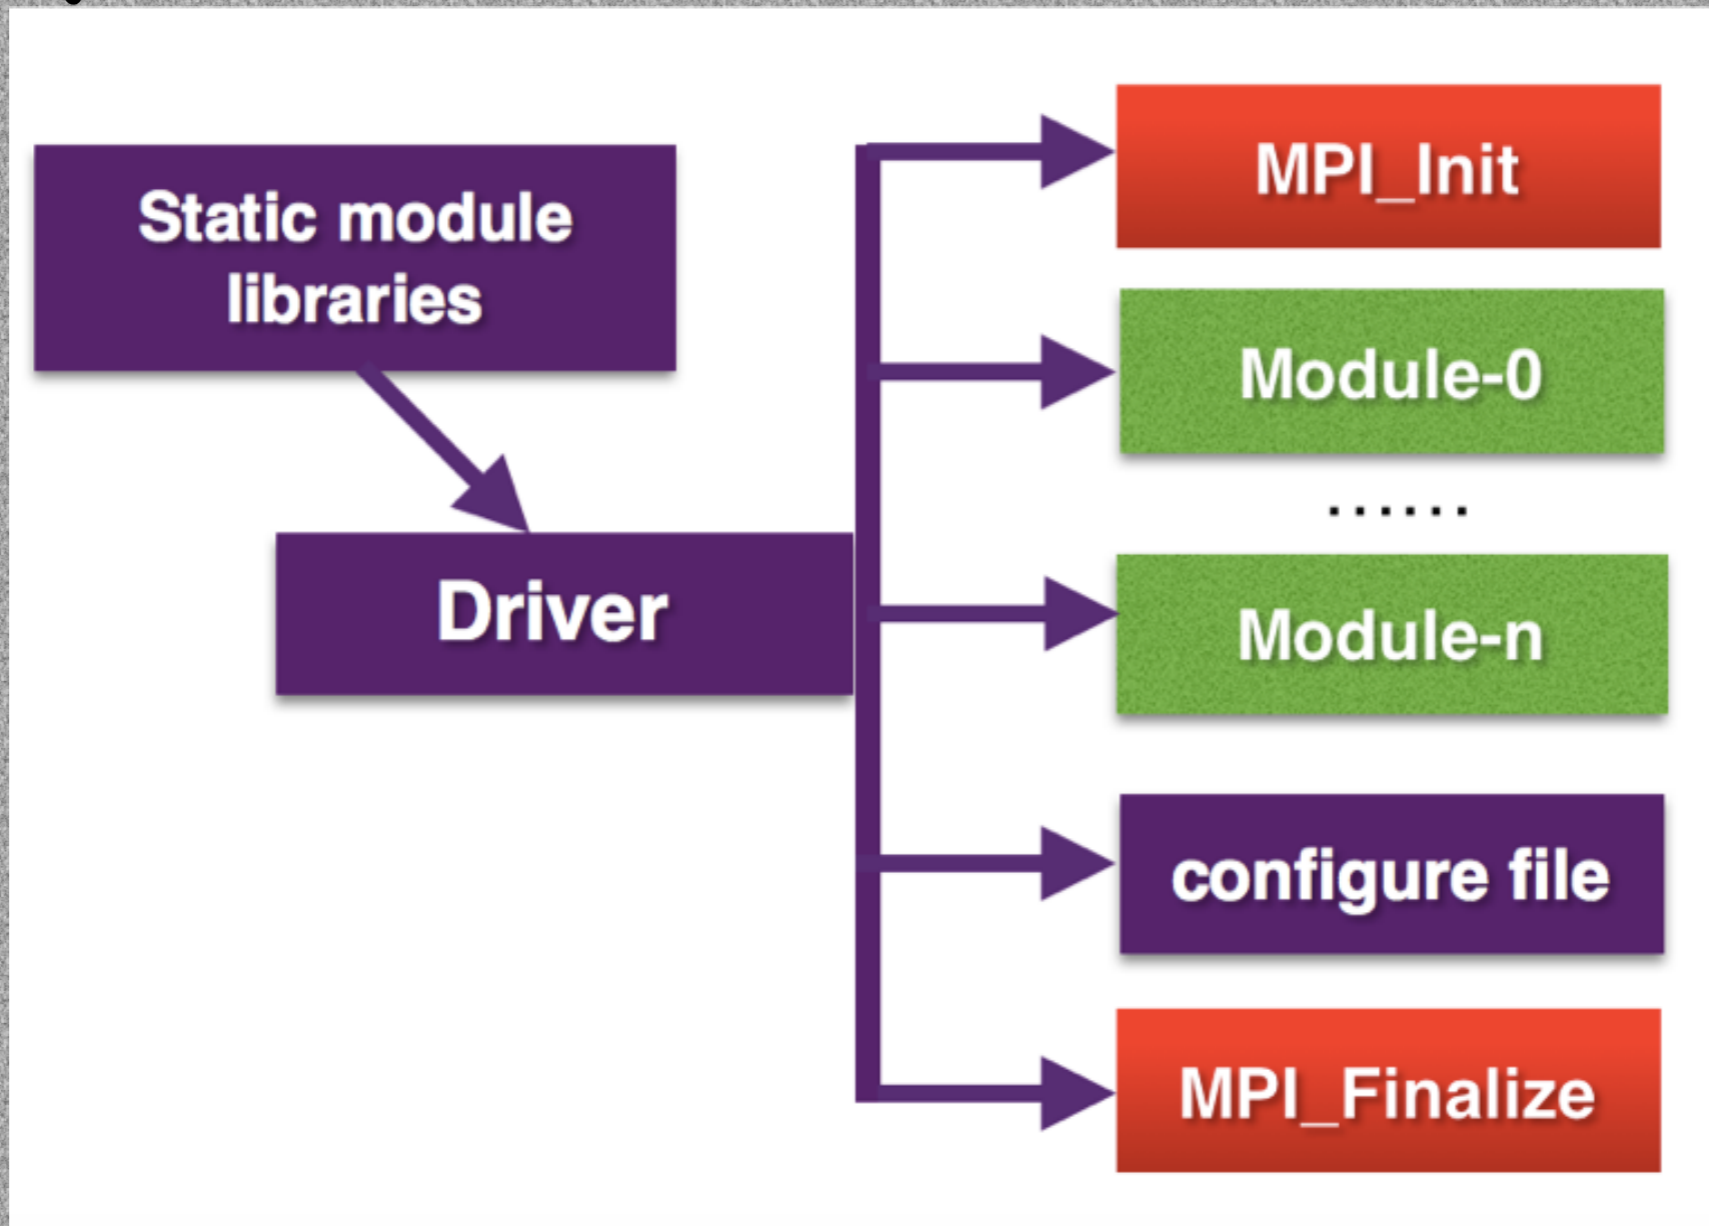 Static module
libraries
Driver
MPI_Init
Module-0
......
Module-n
configure file
MPI_Finalize